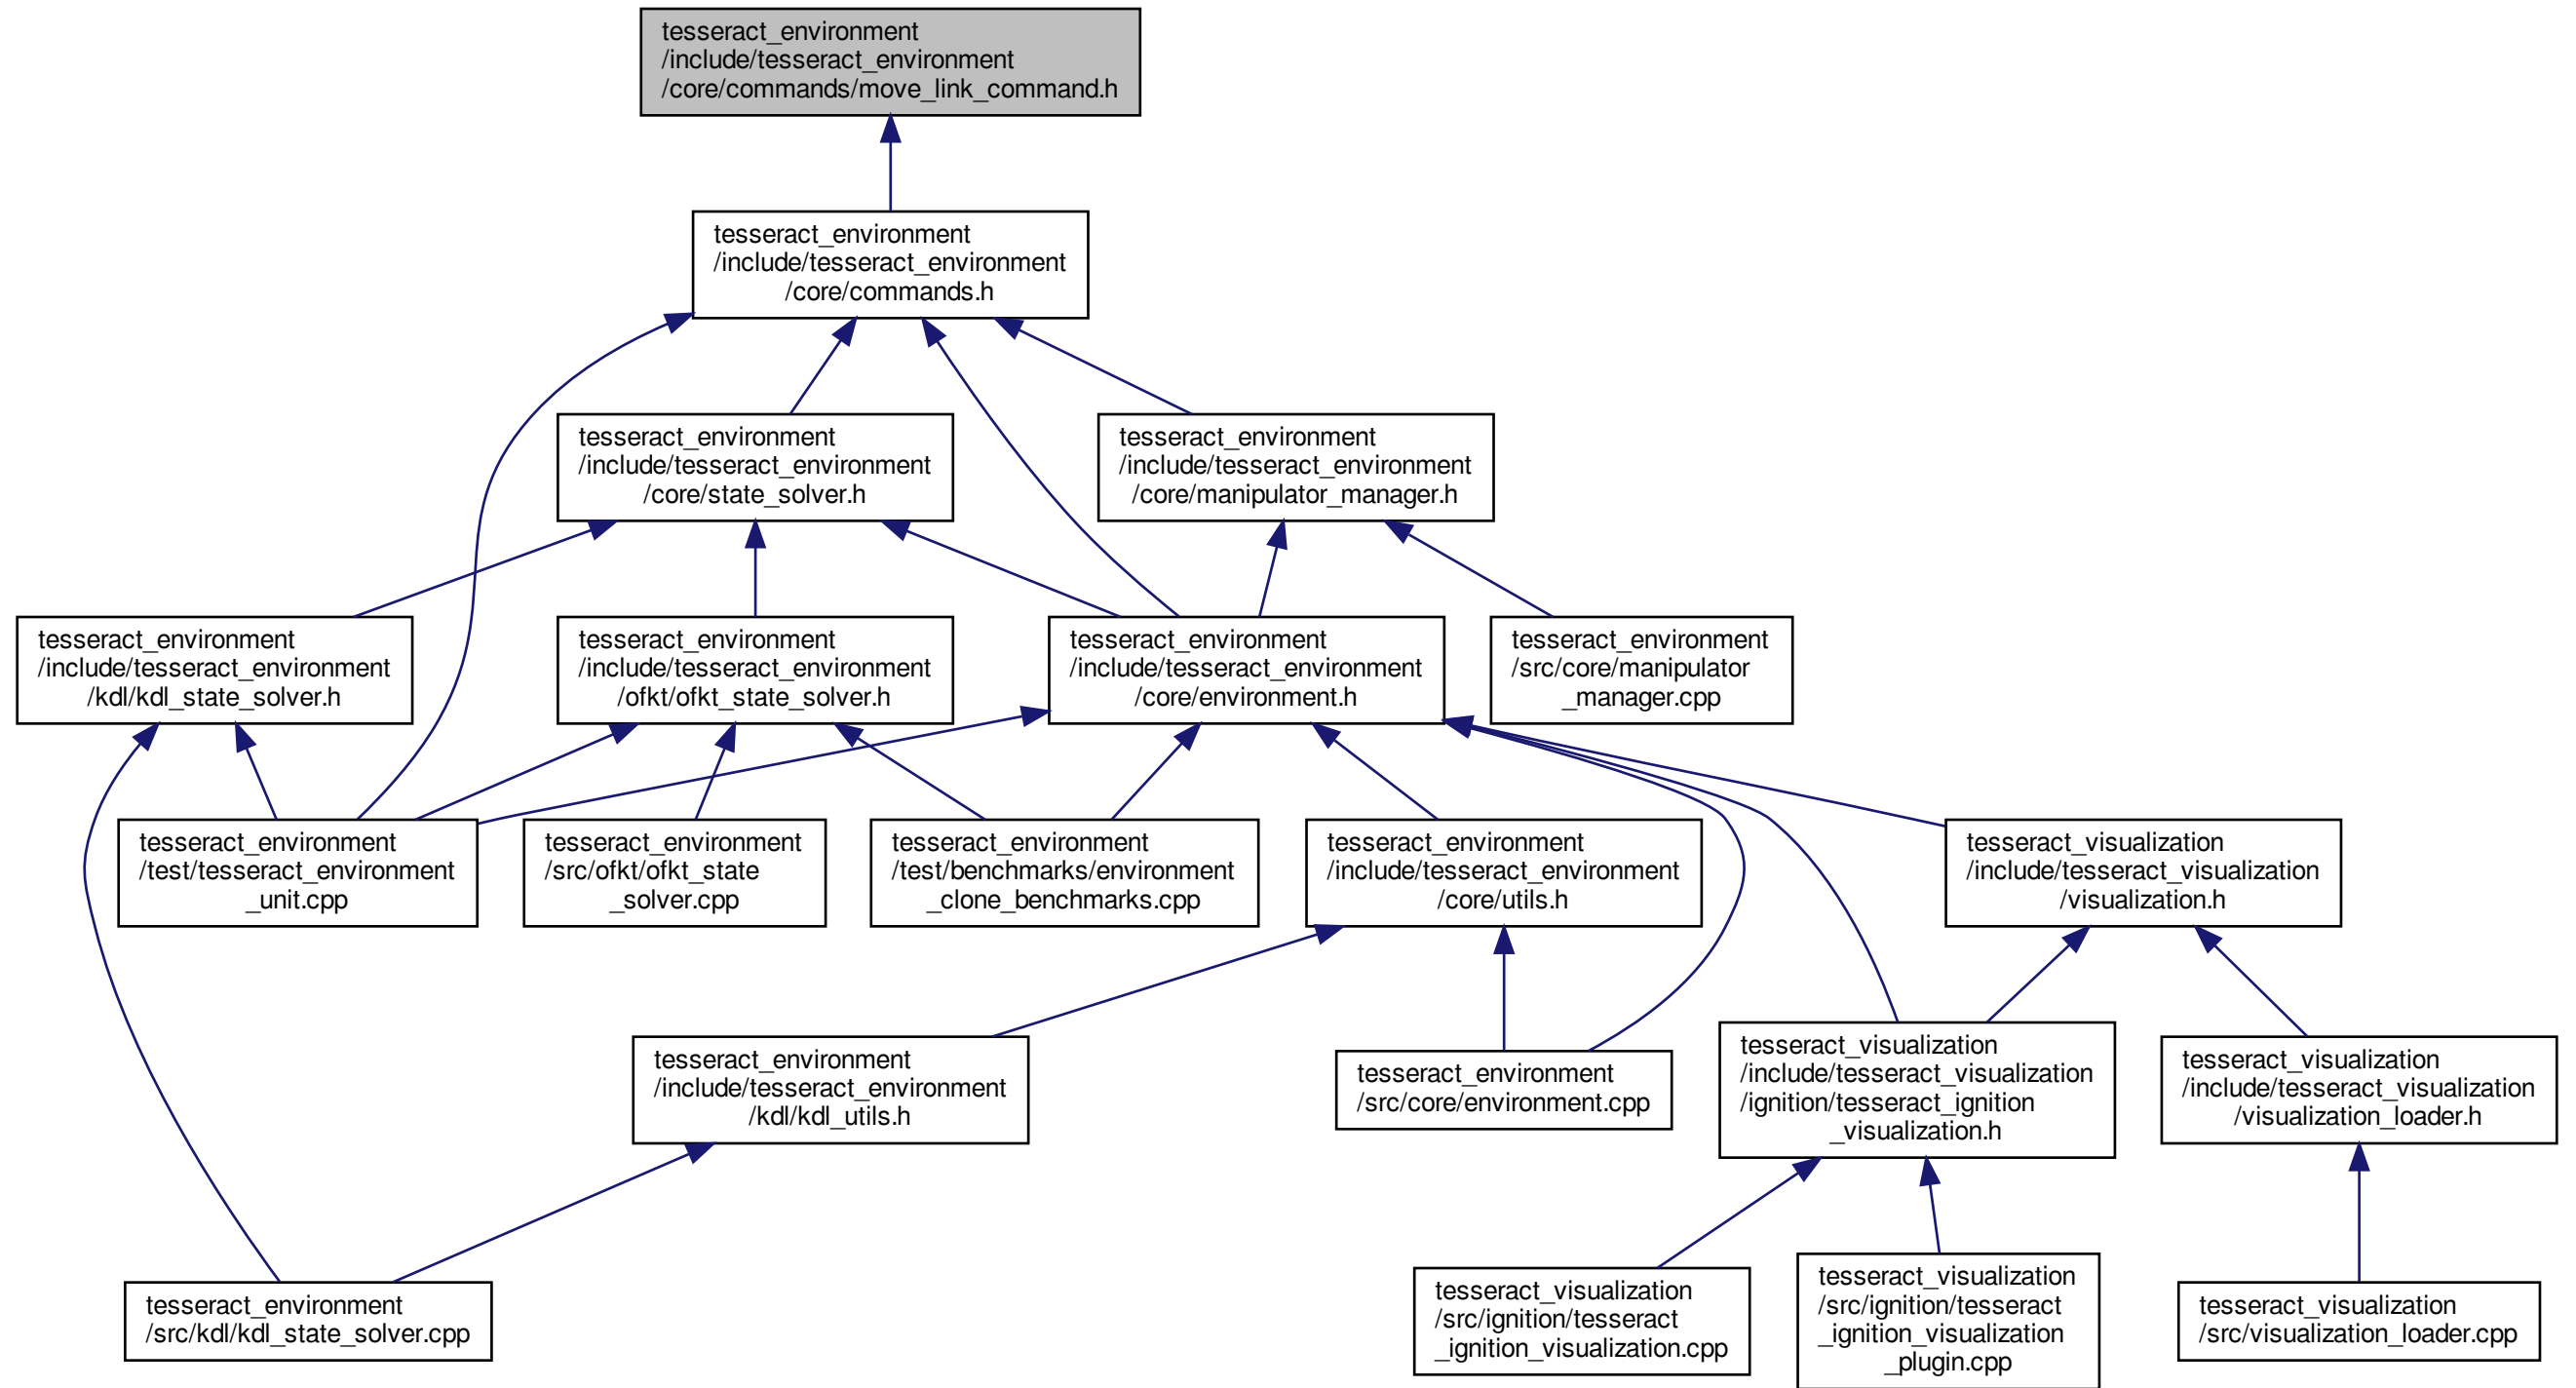 tesseract_environment
/include/tesseract_environment
/core/commands/move_link_command.h
tesseract_environment
/include/tesseract_environment
/core/commands.h
tesseract_environment
/include/tesseract_environment
/core/state_solver.h
tesseract_environment
/include/tesseract_environment
/core/manipulator_manager.h
tesseract_environment
/include/tesseract_environment
/kdl/kdl_state_solver.h
tesseract_environment
/include/tesseract_environment
/ofkt/ofkt_state_solver.h
tesseract_environment
/include/tesseract_environment
/core/environment.h
tesseract_environment
/src/core/manipulator
_manager.cpp
tesseract_environment
/test/tesseract_environment
_unit.cpp
tesseract_environment
/src/ofkt/ofkt_state
_solver.cpp
tesseract_environment
/test/benchmarks/environment
_clone_benchmarks.cpp
tesseract_environment
/include/tesseract_environment
/core/utils.h
tesseract_visualization
/include/tesseract_visualization
/visualization.h
tesseract_environment
/include/tesseract_environment
/kdl/kdl_utils.h
tesseract_environment
/src/core/environment.cpp
tesseract_visualization
/include/tesseract_visualization
/ignition/tesseract_ignition
_visualization.h
tesseract_visualization
/include/tesseract_visualization
/visualization_loader.h
tesseract_environment
/src/kdl/kdl_state_solver.cpp
tesseract_visualization
/src/ignition/tesseract
_ignition_visualization.cpp
tesseract_visualization
/src/ignition/tesseract
_ignition_visualization
_plugin.cpp
tesseract_visualization
/src/visualization_loader.cpp